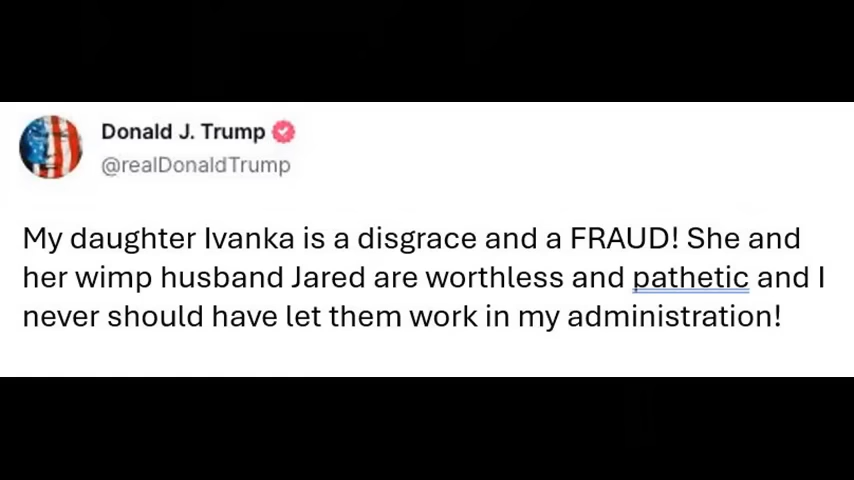 Donald J. Trump
@realDonaldTrump
My daughter Ivanka is a disgrace and a FRAUD! She and
her wimp husband Jared are worthless and pathetic and I
never should have let them work in my administration!